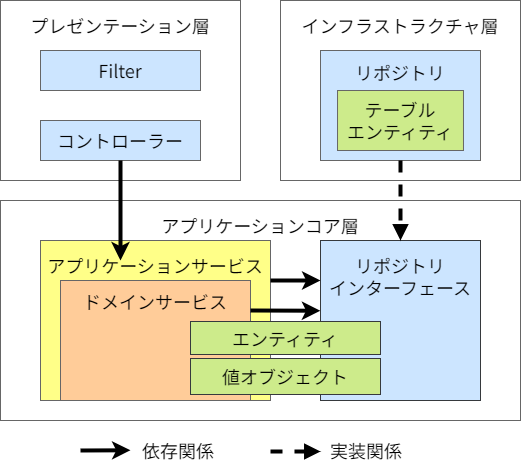 プレゼンテーション層
Filter
コントローラー
インフラストラクチャ層
リポジトリ
テーブル
エンティティ
アプリケーションコア層
アプリケーションサービス
ドメインサービス
リポジトリ
インターフェース
エンティティ
値オブジェクト
依存関係
実装関係